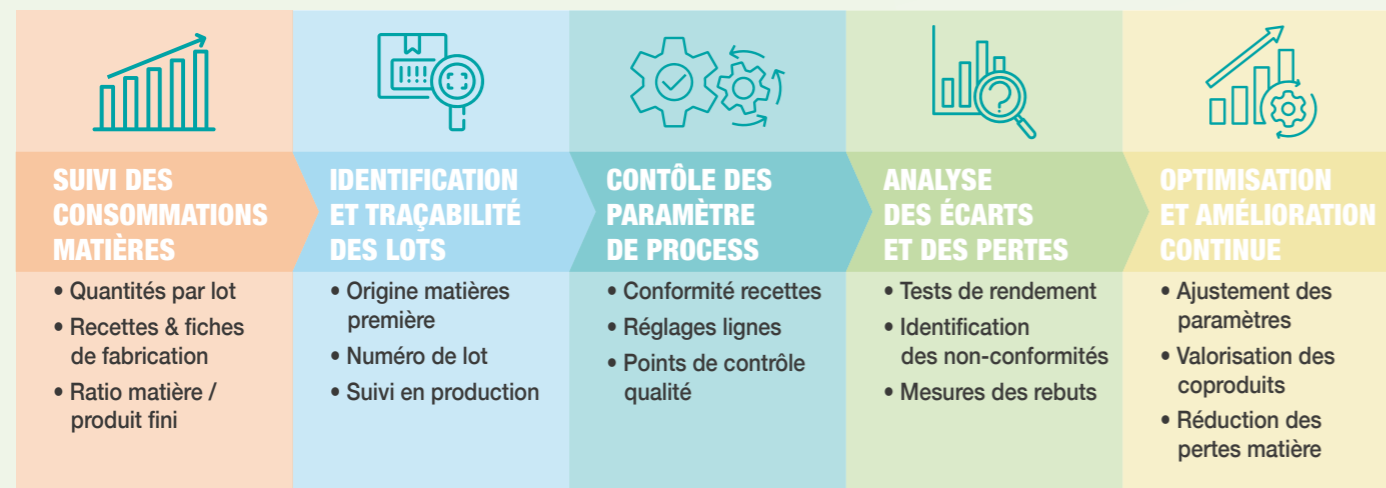 SUIVI DES
CONSOMMATIONS
MATIÈRES
• Quantités par lot
• Recettes & fiches
de fabrication
• Ratio matière /
produit fini
IDENTIFICATION
ET TRAÇABILITÉ
DES LOTS
• Origine matières
première
• Numéro de lot
• Suivi en production
CONTÔLE DES
PARAMÈTRE
DE PROCESS
• Conformité recettes
• Réglages lignes
• Points de contrôle
qualité
ANALYSE
DES ÉCARTS
ET DES PERTES
• Tests de rendement
• Identification
des non-conformités
• Mesures des rebuts
OPTIMISATION
ET AMÉLIORATION
CONTINUE
• Ajustement des
paramètres
• Valorisation des
coproduits
• Réduction des
pertes matière